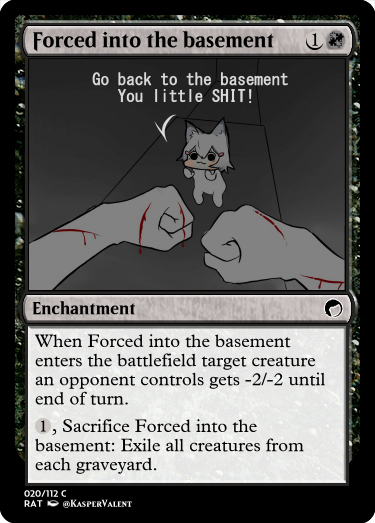 Forced into the basement 1
Go back to the basement
You little SHIT!
Enchantment
When Forced into the basement
enters the battlefield target creature
an opponent controls gets -2/-2 until
end of turn.
1, Sacrifice Forced into the
basement: Exile all creatures from
each graveyard.
020/112 C
RAT @KASPERVALENT